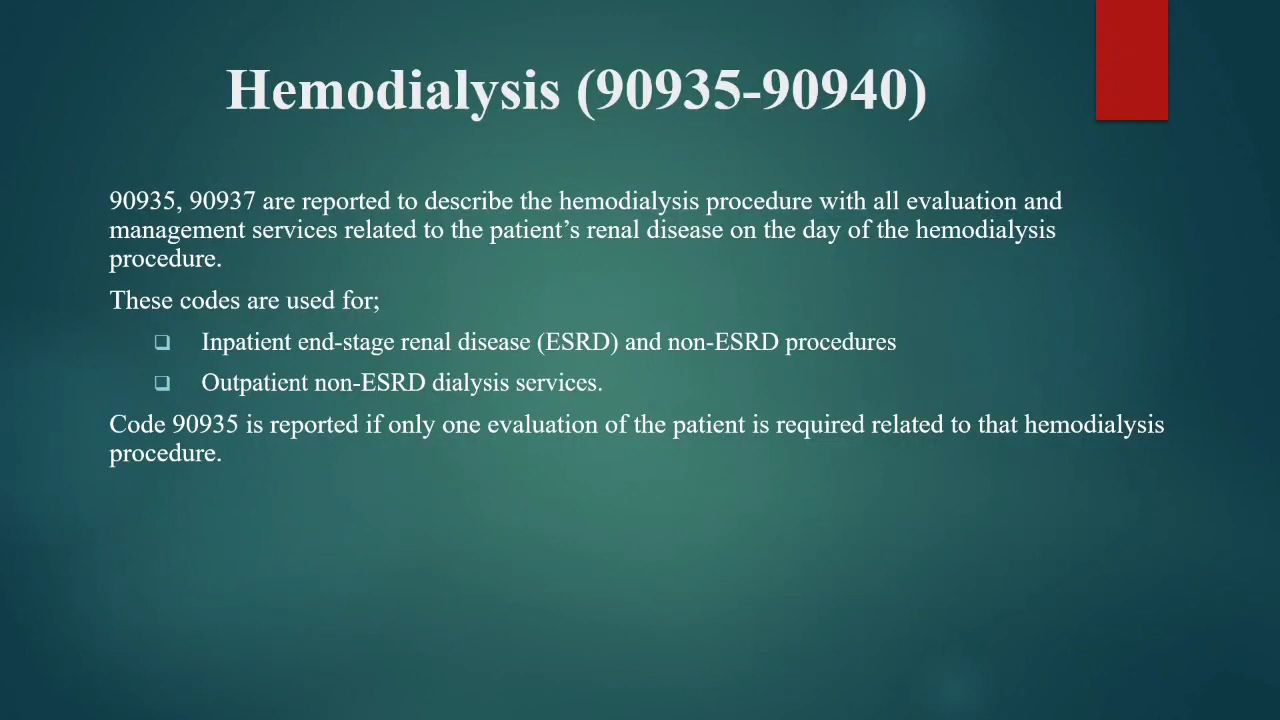 Hemodialysis (90935-90940)
90935, 90937 are reported to describe the hemodialysis procedure with all evaluation and
management services related to the patient’s renal disease on the day of the hemodialysis
procedure.
These codes are used for;
❑ Inpatient end-stage renal disease (ESRD) and non-ESRD procedures
❑ Outpatient non-ESRD dialysis services.
Code 90935 is reported if only one evaluation of the patient is required related to that hemodialysis
procedure.